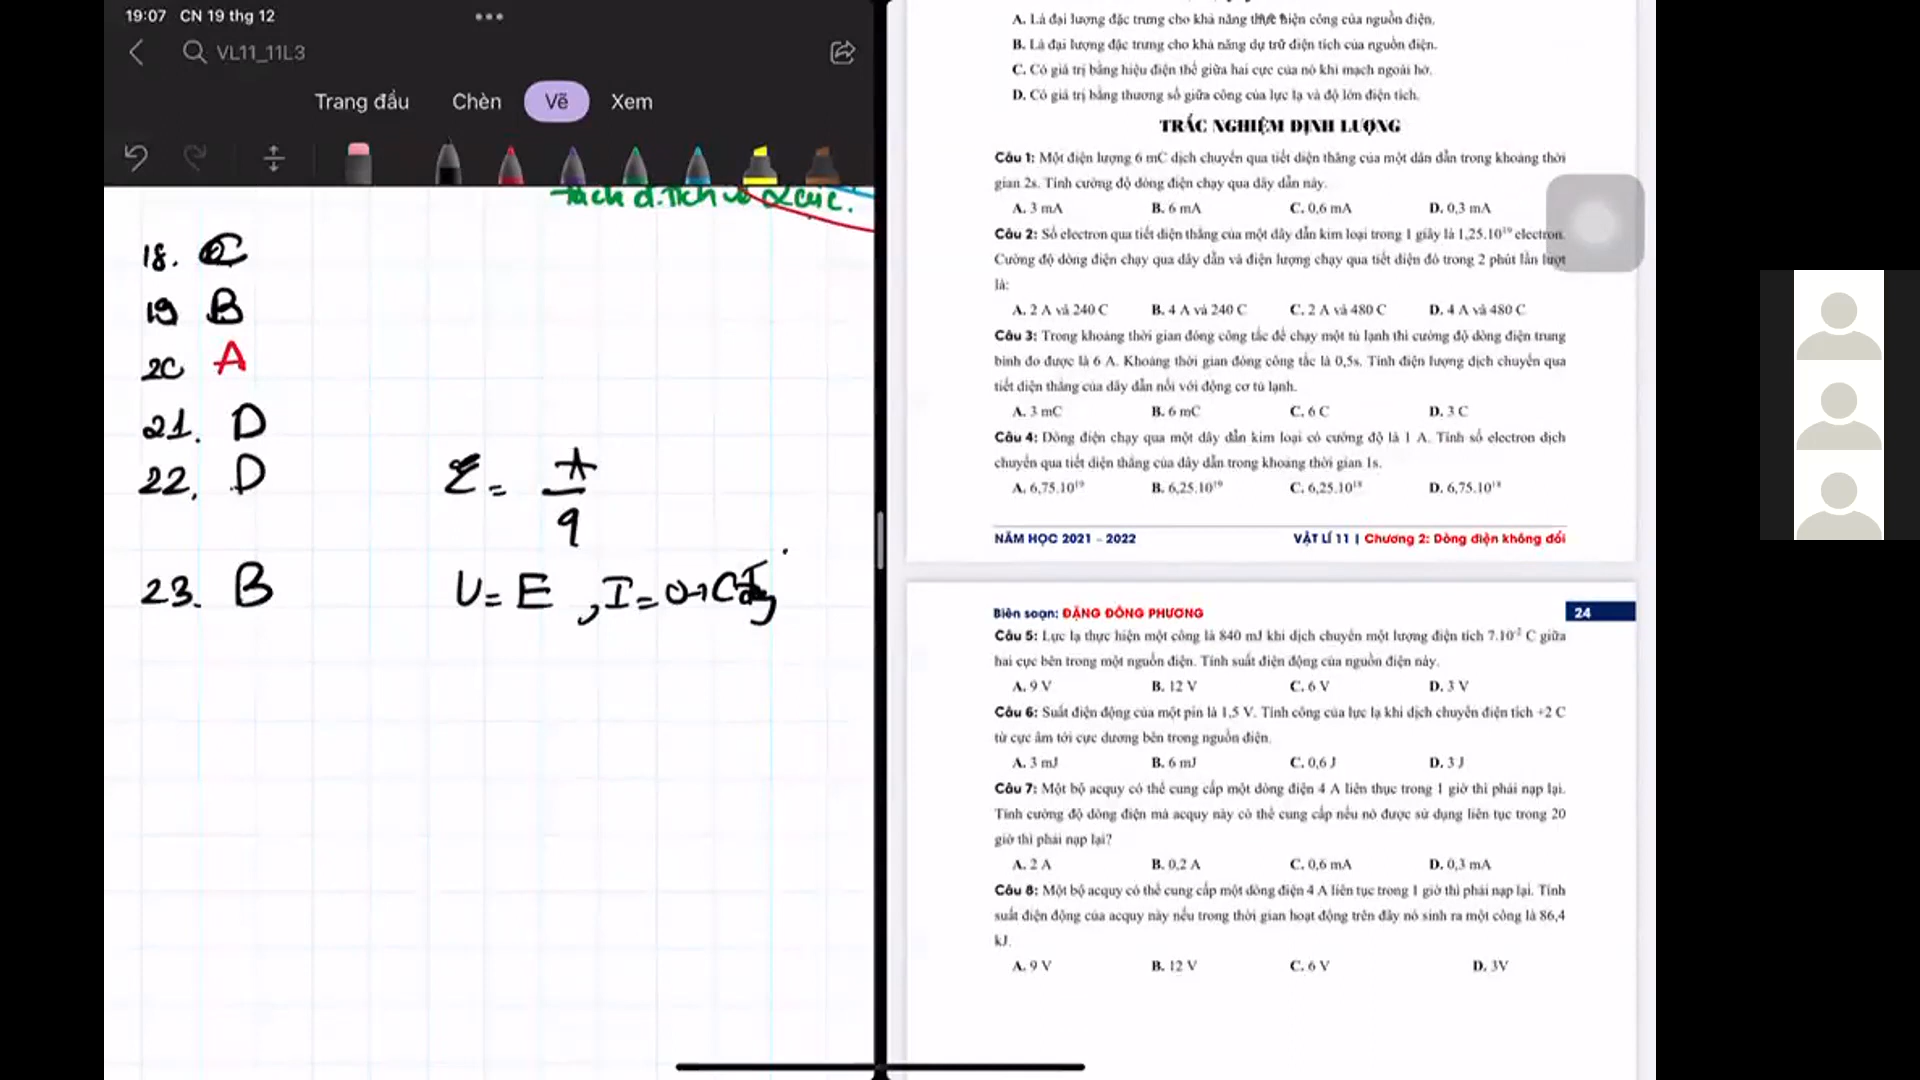 19:07 CN 19 thg 12
VL11_11L3
Trang đầu Chèn Vẽ Xem
tách đ.tích về 2 cực.
18. C
19 B
20 A
21. D
22. D
ℰ = A/q
23. B
U = E , I = 0
A. Là đại lượng đặc trưng cho khả năng thực hiện công của nguồn điện.
B. Là đại lượng đặc trưng cho khả năng dự trữ điện tích của nguồn điện.
C. Có giá trị bằng hiệu điện thế giữa hai cực của nó khi mạch ngoài hở.
D. Có giá trị bằng thương số giữa công của lực lạ và độ lớn điện tích.
TRẮC NGHIỆM ĐỊNH LƯỢNG
Câu 1: Một điện lượng 6 mC dịch chuyển qua tiết diện thẳng của một dân dẫn trong khoảng thời
gian 2s. Tính cường độ dòng điện chạy qua dây dẫn này.
A. 3 mA B. 6 mA C. 0,6 mA D. 0,3 mA
Câu 2: Số electron qua tiết diện thẳng của một dây dẫn kim loại trong 1 giây là 1,25.10¹⁹ electron.
Cường độ dòng điện chạy qua dây dẫn và điện lượng chạy qua tiết diện đó trong 2 phút lần lượt
là:
A. 2 A và 240 C B. 4 A và 240 C C. 2 A và 480 C D. 4 A và 480 C
Câu 3: Trong khoảng thời gian đóng công tắc để chạy một tủ lạnh thì cường độ dòng điện trung
bình đo được là 6 A. Khoảng thời gian đóng công tắc là 0,5s. Tính điện lượng dịch chuyển qua
tiết diện thẳng của dây dẫn nối với động cơ tủ lạnh.
A. 3 mC B. 6 mC C. 6 C D. 3 C
Câu 4: Dòng điện chạy qua một dây dẫn kim loại có cường độ là 1 A. Tính số electron dịch
chuyển qua tiết diện thẳng của dây dẫn trong khoảng thời gian 1s.
A. 6,75.10¹⁹ B. 6,25.10¹⁹ C. 6,25.10¹⁸ D. 6,75.10¹⁸
NĂM HỌC 2021 - 2022 VẬT LÍ 11 | Chương 2: Dòng điện không đổi
Biên soạn: ĐẶNG ĐÔNG PHƯƠNG 24
Câu 5: Lực lạ thực hiện một công là 840 mJ khi dịch chuyển một lượng điện tích 7.10⁻² C giữa
hai cực bên trong một nguồn điện. Tính suất điện động của nguồn điện này.
A. 9 V B. 12 V C. 6 V D. 3 V
Câu 6: Suất điện động của một pin là 1,5 V. Tính công của lực lạ khi dịch chuyển điện tích +2 C
từ cực âm tới cực dương bên trong nguồn điện.
A. 3 mJ B. 6 mJ C. 0,6 J D. 3 J
Câu 7: Một bộ acquy có thể cung cấp một dòng điện 4 A liên thục trong 1 giờ thì phải nạp lại.
Tính cường độ dòng điện mà acquy này có thể cung cấp nếu nó được sử dụng liên tục trong 20
giờ thì phải nạp lại?
A. 2 A B. 0,2 A C. 0,6 mA D. 0,3 mA
Câu 8: Một bộ acquy có thể cung cấp một dòng điện 4 A liên tục trong 1 giờ thì phải nạp lại. Tính
suất điện động của acquy này nếu trong thời gian hoạt động trên đây nó sinh ra một công là 86,4
kJ.
A. 9 V B. 12 V C. 6 V D. 3V